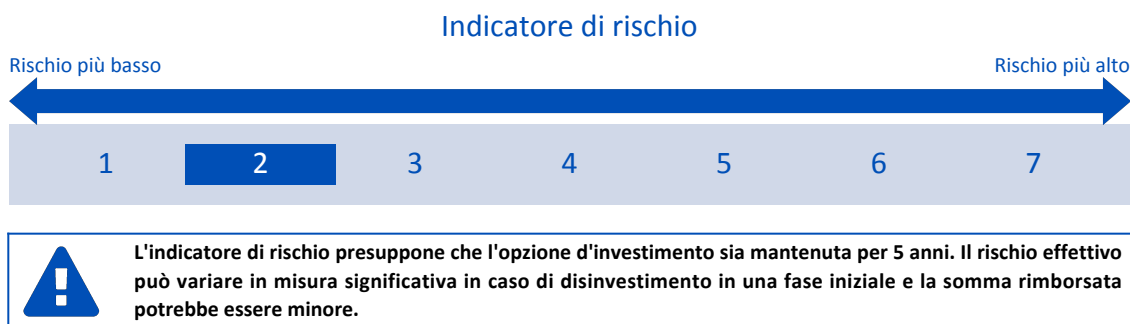 Indicatore di rischio
Rischio più basso Rischio più alto
1 2 3 4 5 6 7
L'indicatore di rischio presuppone che l'opzione d'investimento sia mantenuta per 5 anni. Il rischio effettivo
può variare in misura significativa in caso di disinvestimento in una fase iniziale e la somma rimborsata
potrebbe essere minore.